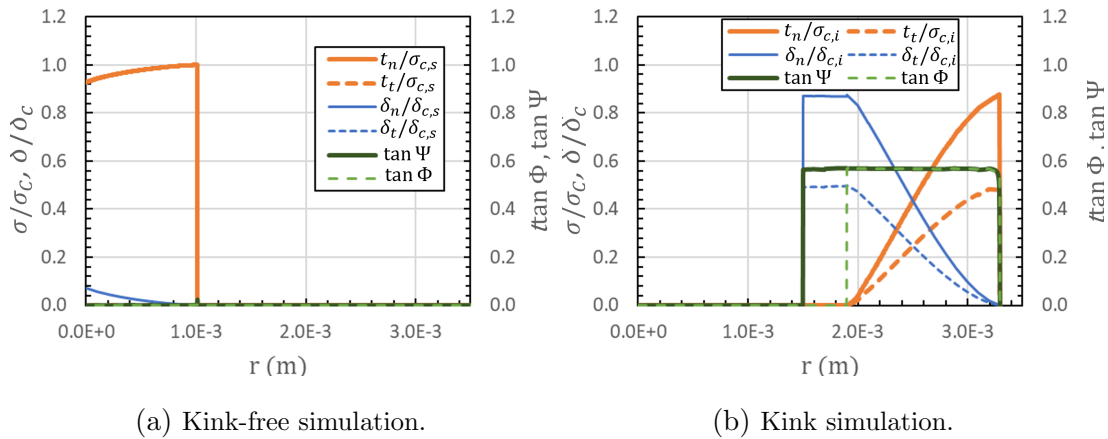 1.2
1.0
0.8
0.6
0.4
0.2
0.0
σ/σ_C, δ/δ_C
t_n/σ_{c,s}
t_t/σ_{c,s}
δ_n/δ_{c,s}
δ_t/δ_{c,s}
tan Ψ
tan Φ
1.2
1.0
0.8
0.6
0.4
0.2
0.0
tan Φ, tan Ψ
0.0E+0 1.0E-3 2.0E-3 3.0E-3
r (m)
(a) Kink-free simulation.
1.2
1.0
0.8
0.6
0.4
0.2
0.0
σ/σ_C, δ/δ_C
t_n/σ_{c,i} t_t/σ_{c,i}
δ_n/δ_{c,i} δ_t/δ_{c,i}
tan Ψ tan Φ
1.2
1.0
0.8
0.6
0.4
0.2
0.0
tan Φ, tan Ψ
0.0E+0 1.0E-3 2.0E-3 3.0E-3
r (m)
(b) Kink simulation.